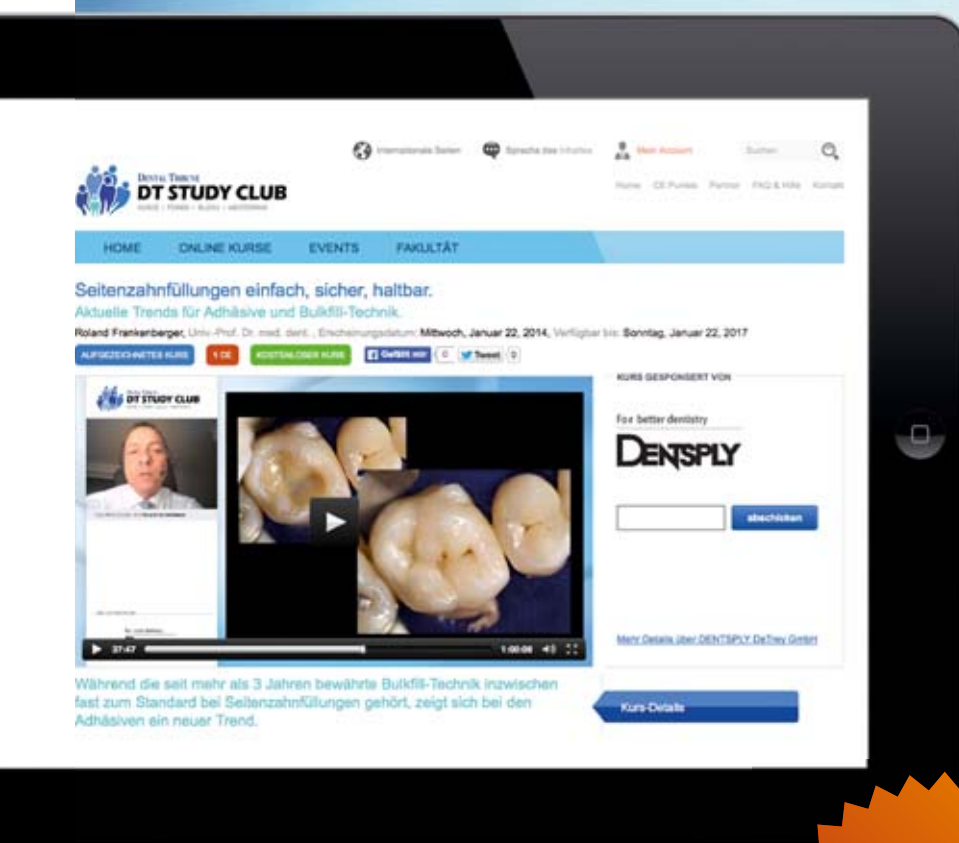 Internationale Seiten
Sprache des Inhaltes
Mein Account
Suchen
DENTAL TRIBUNE
DT STUDY CLUB
Home CE Punkte Partner FAQ & Hilfe Kontakt
HOME ONLINE KURSE EVENTS FAKULTÄT
Seitenzahnfüllungen einfach, sicher, haltbar.
Aktuelle Trends für Adhäsive und Bulkfill-Technik.
Roland Frankenberger, Univ.-Prof. Dr. med. dent., Erscheinungsdatum: Mittwoch, Januar 22, 2014, Verfügbar bis: Sonntag, Januar 22, 2017
AUFGEZEICHNETER KURS 1 CE KOSTENLOSER KURS Gefällt mir 0 Tweet 0
DT STUDY CLUB
KURS GESPONSERT VON
For better dentistry
DENTSPLY
abschicken
Mehr Details über DENTSPLY DeTrey GmbH
37:47 1:00:08
Während die seit mehr als 3 Jahren bewährte Bulkfill-Technik inzwischen
fast zum Standard bei Seitenzahnfüllungen gehört, zeigt sich bei den
Adhäsiven ein neuer Trend.
Kurs-Details